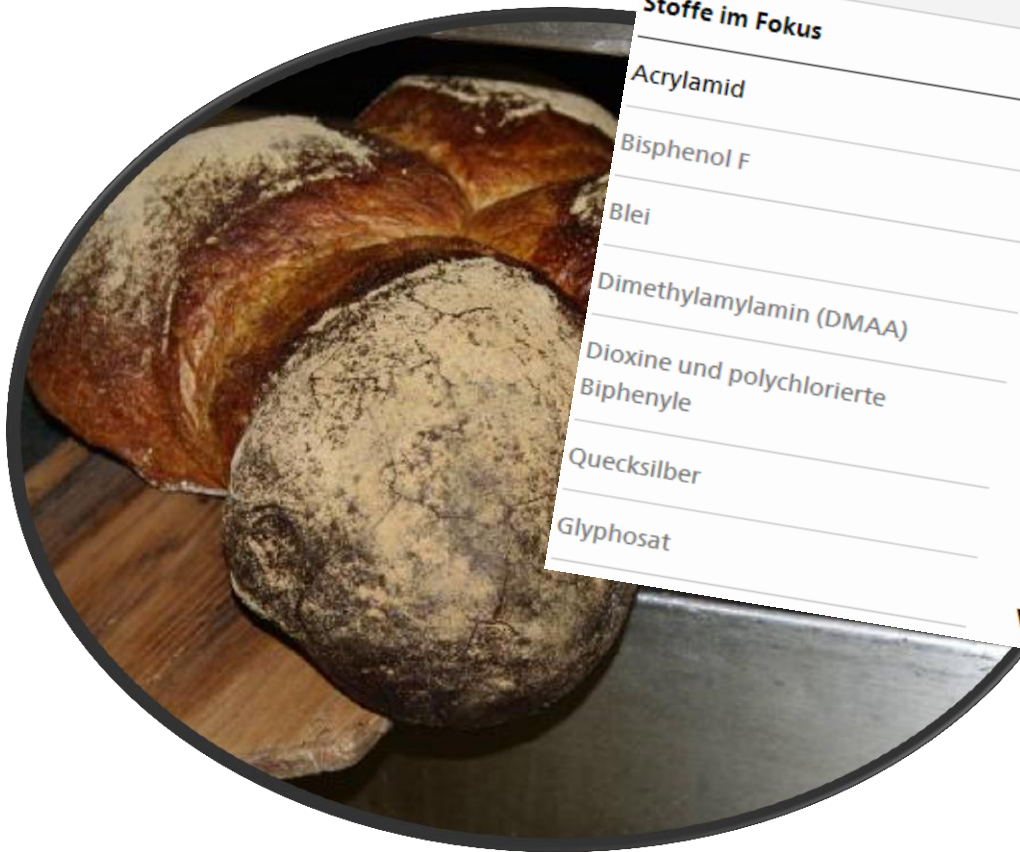 Stoffe im Fokus
Acrylamid
Bisphenol F
Blei
Dimethylamylamin (DMAA)
Dioxine und polychlorierte
Biphenyle
Quecksilber
Glyphosat